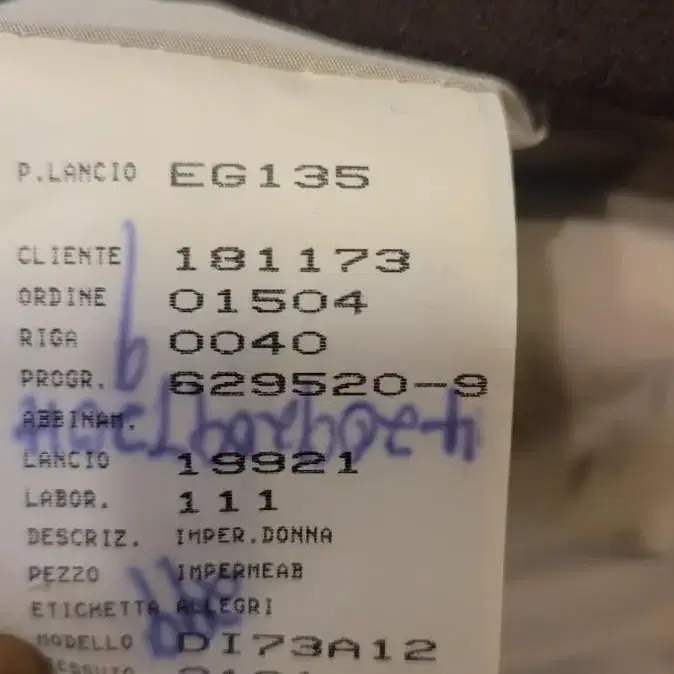 P.LANCIO EG135
CLIENTE 181173
ORDINE 01504
RIGA 0040
PROGR. 629520-9
ABBINAM.
LANCIO 19921
LABOR. 111
DESCRIZ. IMPER.DONNA
PEZZO IMPERMEAB
ETICHETTA ALLEGRI
MODELLO DI73A12